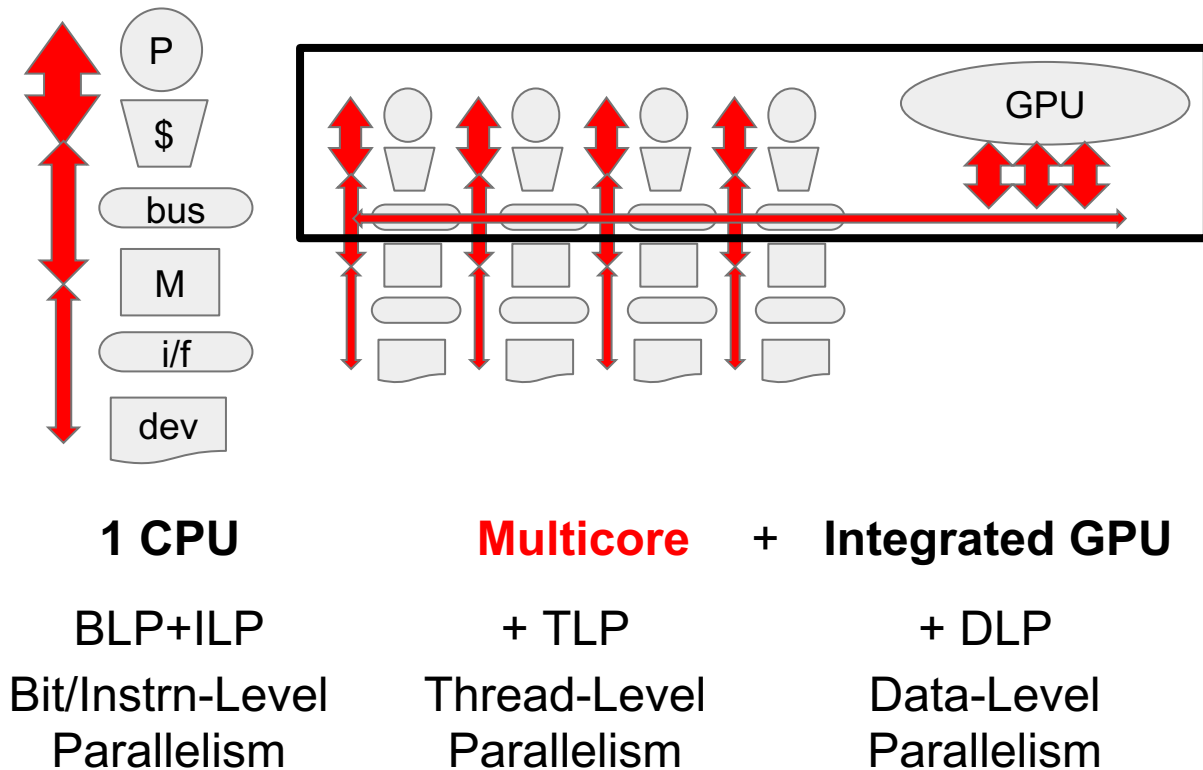 P
$
bus
M
i/f
dev
GPU
1 CPU
Multicore + Integrated GPU
BLP+ILP
+ TLP
+ DLP
Bit/Instrn-Level
Parallelism
Thread-Level
Parallelism
Data-Level
Parallelism